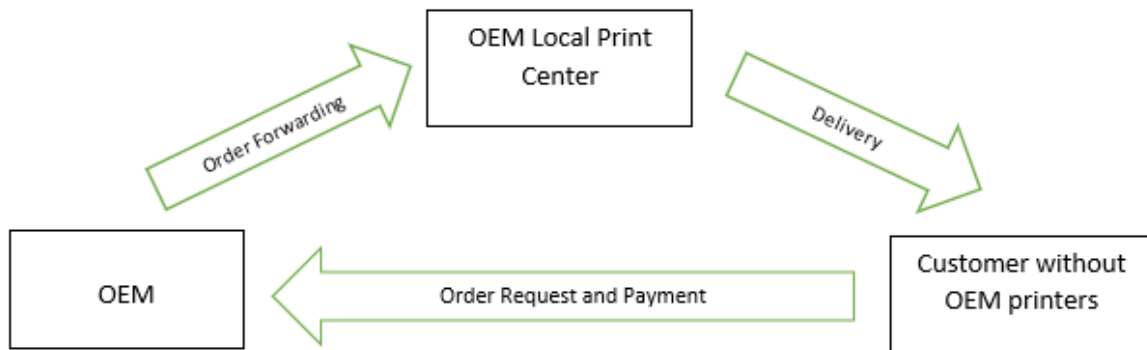 OEM Local Print
Center
Order Forwarding
Delivery
OEM
Order Request and Payment
Customer without
OEM printers